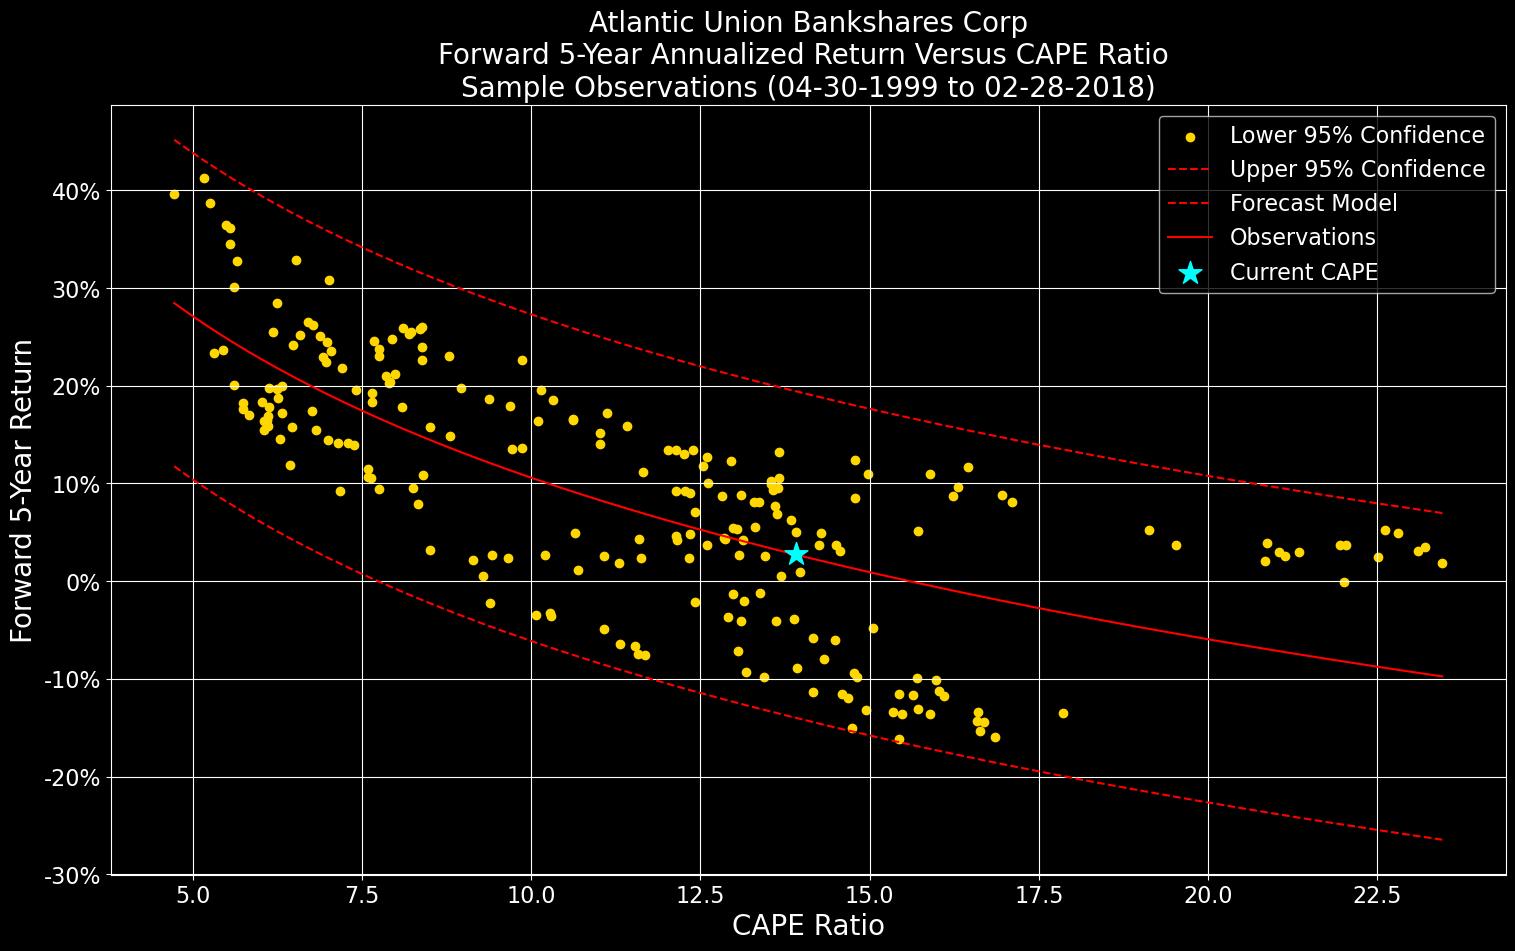 Atlantic Union Bankshares Corp
Forward 5-Year Annualized Return Versus CAPE Ratio
Sample Observations (04-30-1999 to 02-28-2018)
Lower 95% Confidence
Upper 95% Confidence
Forecast Model
Observations
Current CAPE
Forward 5-Year Return
40%
30%
20%
10%
0%
-10%
-20%
-30%
5.0 7.5 10.0 12.5 15.0 17.5 20.0 22.5
CAPE Ratio